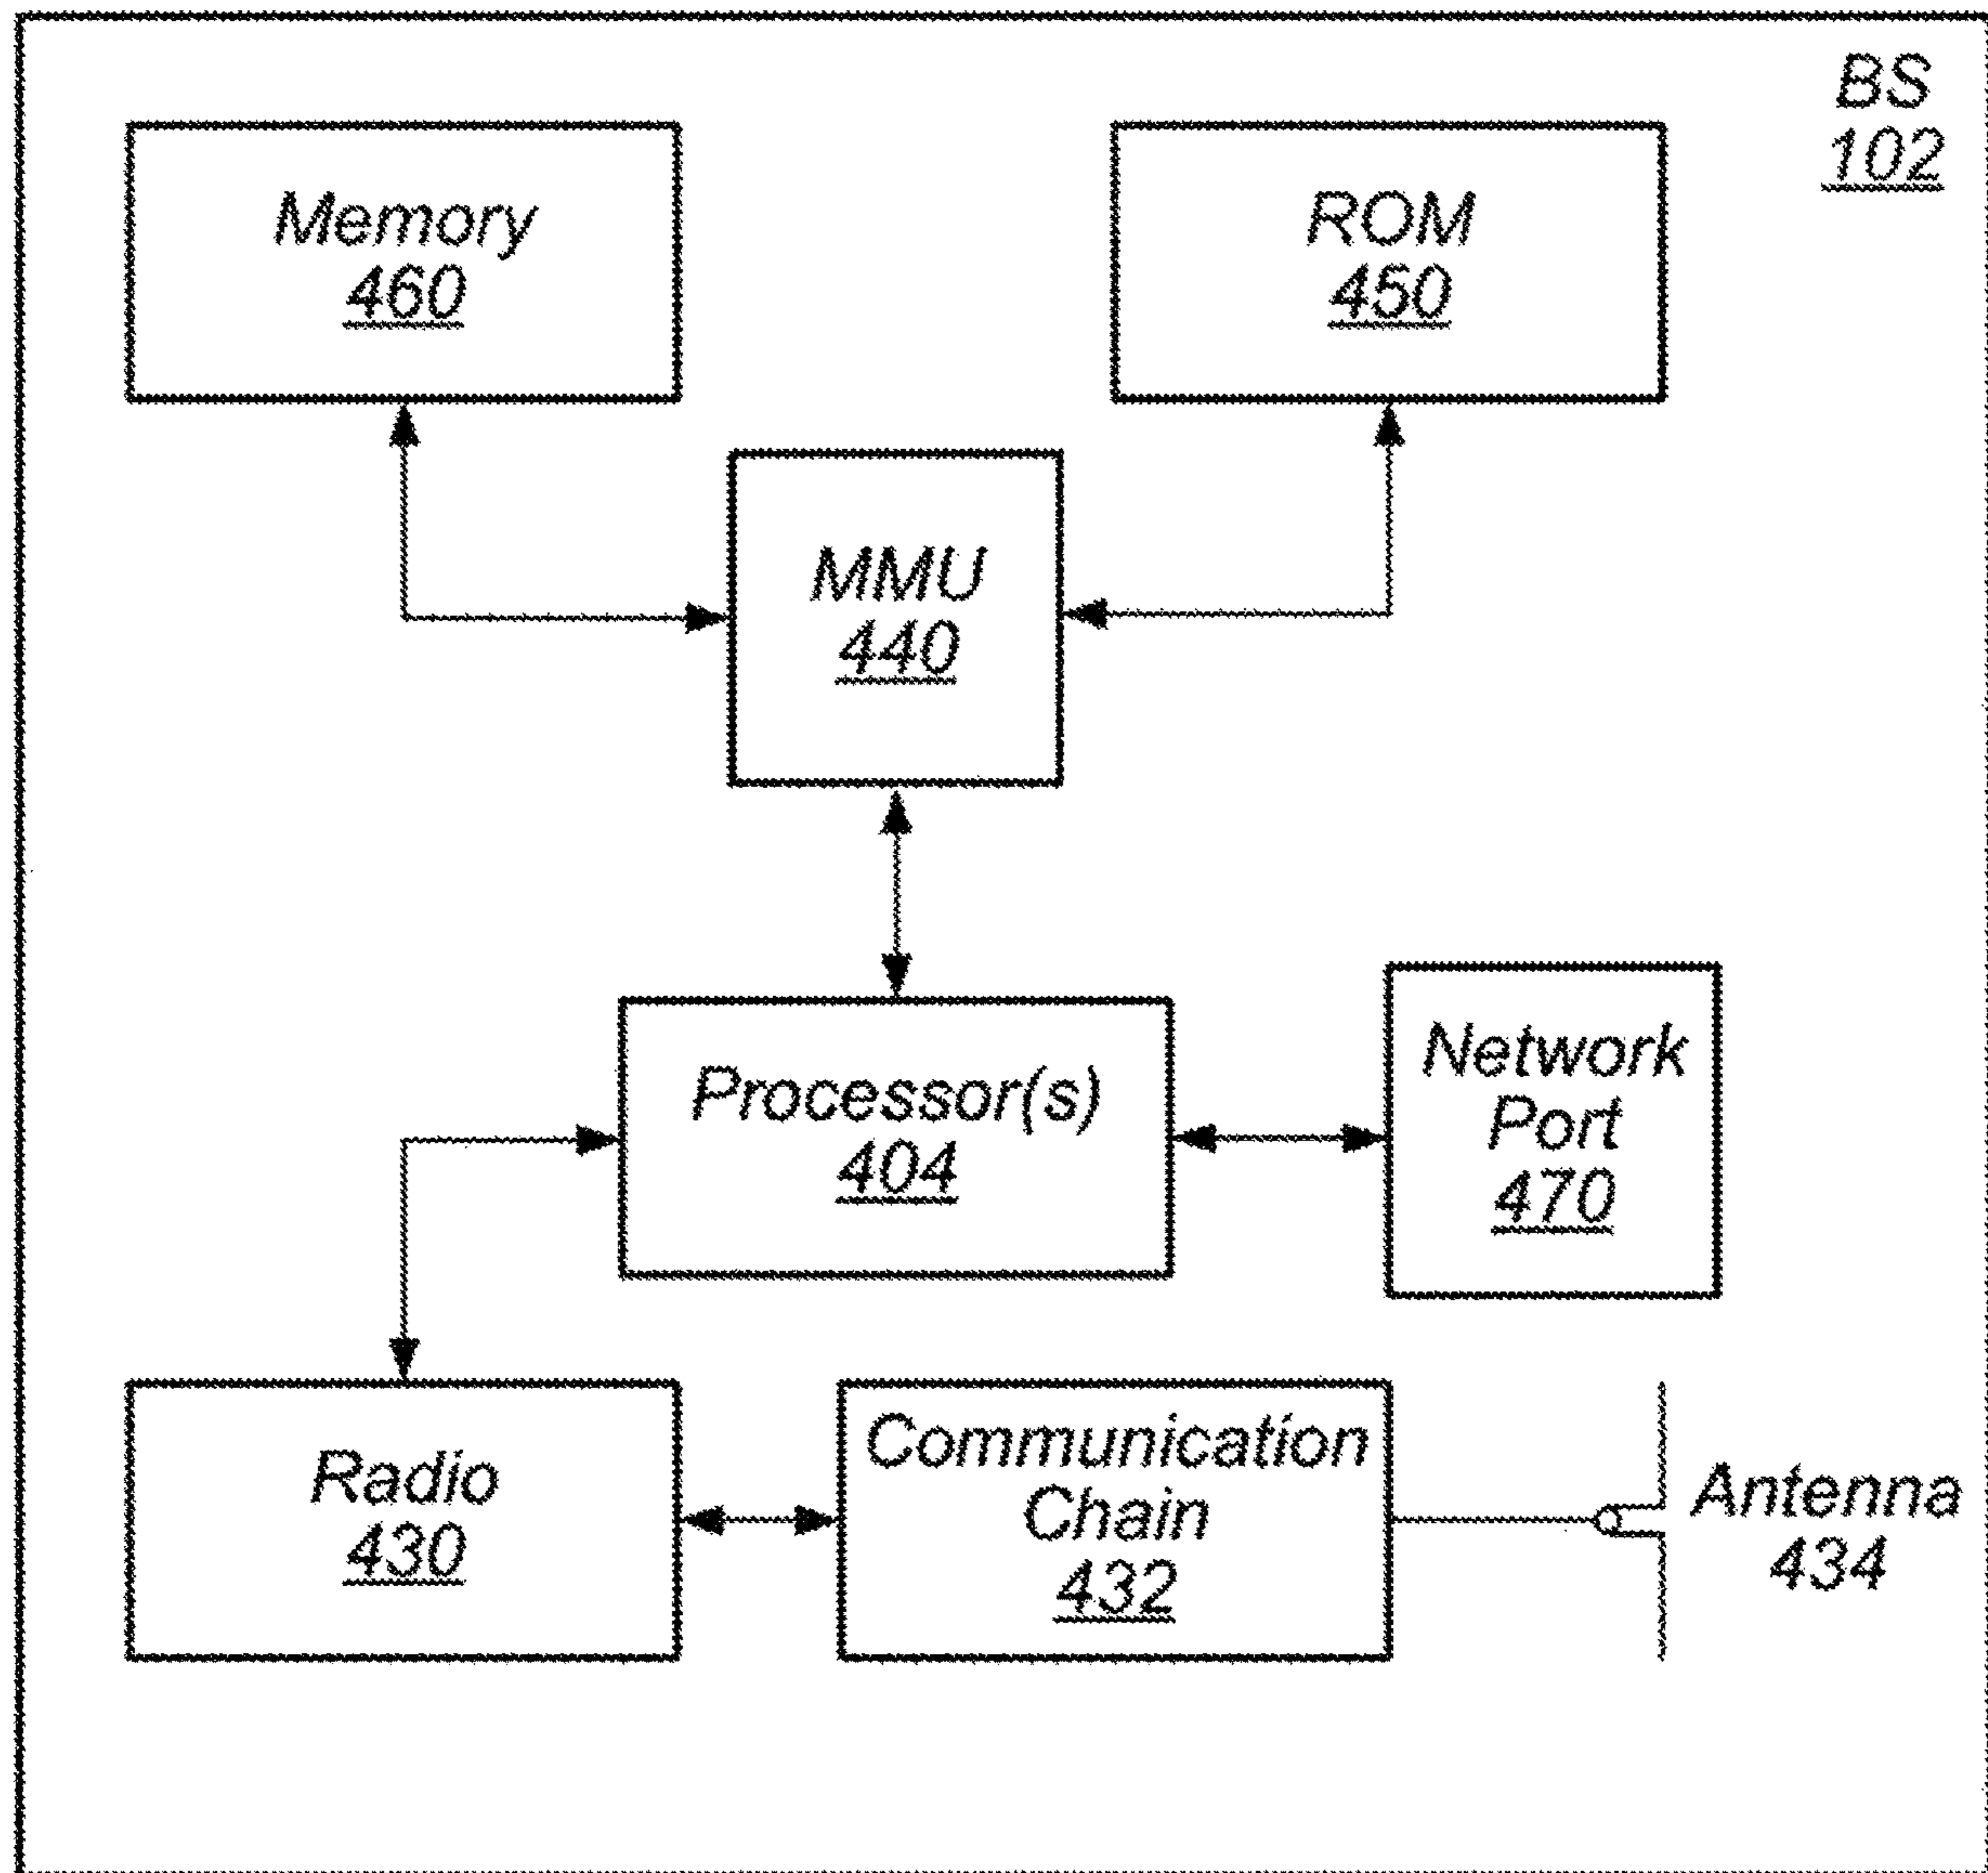 BS
102
Memory
460
ROM
450
MMU
440
Processor(s)
404
Network
Port
470
Radio
430
Communication
Chain
432
Antenna
434